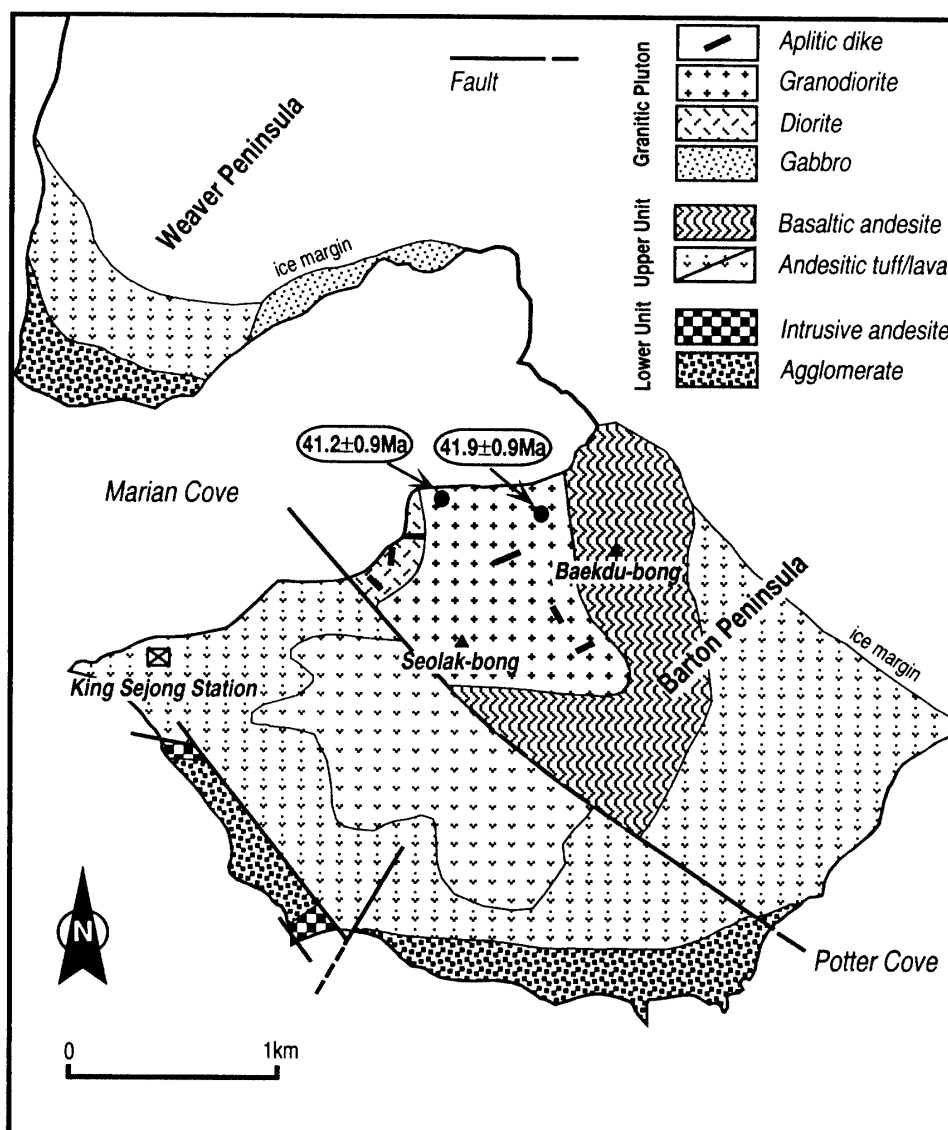 Fault
Granitic Pluton
Aplitic dike
Granodiorite
Diorite
Gabbro
Upper Unit
Basaltic andesite
Andesitic tuff/lava
Lower Unit
Intrusive andesite
Agglomerate
Weaver Peninsula
ice margin
41.2±0.9Ma
41.9±0.9Ma
Marian Cove
Baekdu-bong
Barton Peninsula
ice margin
Seolak-bong
King Sejong Station
N
Potter Cove
0 1km